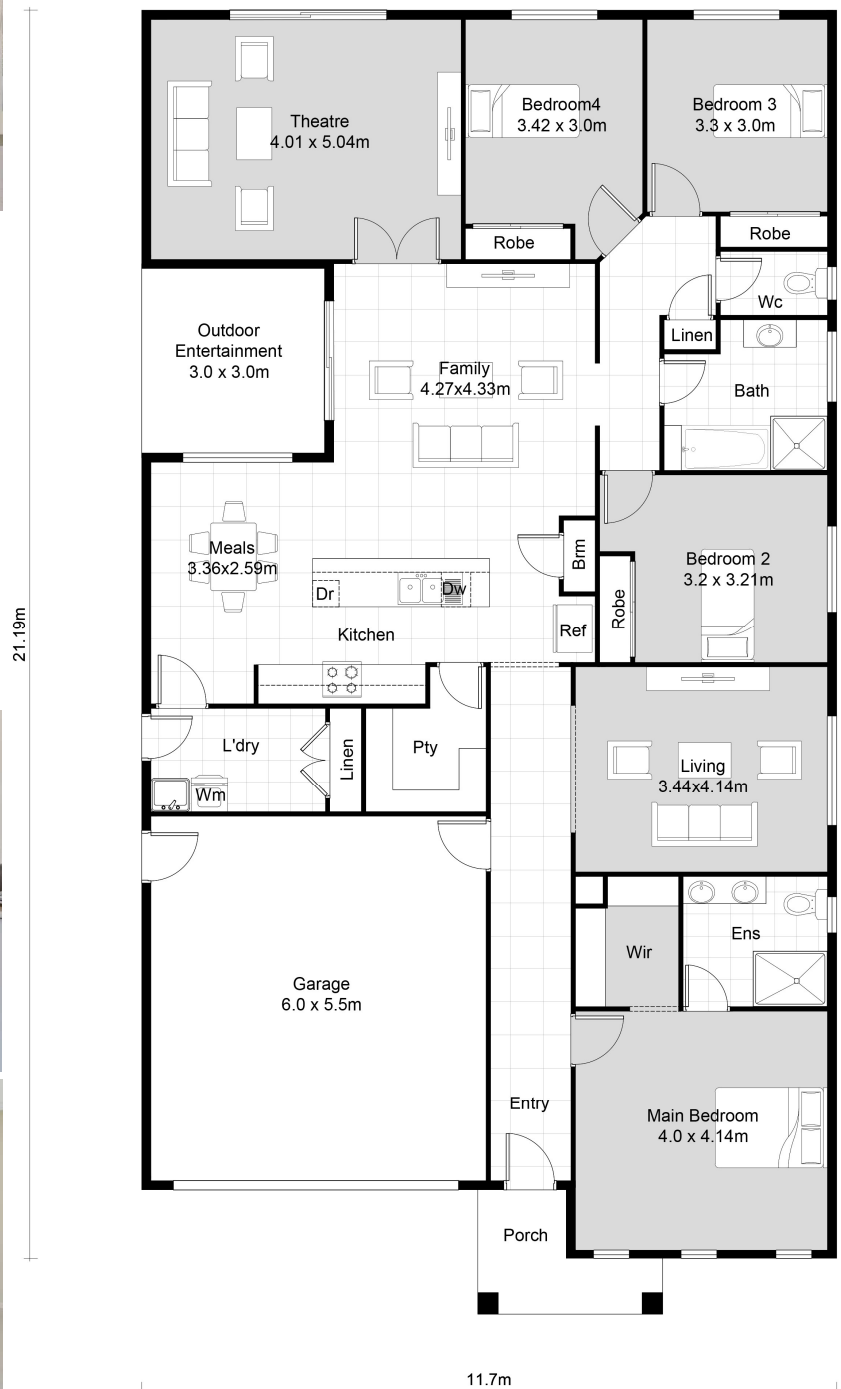 Theatre
4.01 x 5.04m
Bedroom4
3.42 x 3.0m
Bedroom 3
3.3 x 3.0m
Robe
Robe
Wc
Linen
Outdoor
Entertainment
3.0 x 3.0m
Family
4.27x4.33m
Bath
Meals
3.36x2.59m
Brm
Bedroom 2
3.2 x 3.21m
Dr
Dw
Robe
Ref
Kitchen
21.19m
L'dry
Linen
Pty
Wm
Living
3.44x4.14m
Ens
Wir
Garage
6.0 x 5.5m
Entry
Main Bedroom
4.0 x 4.14m
Porch
11.7m